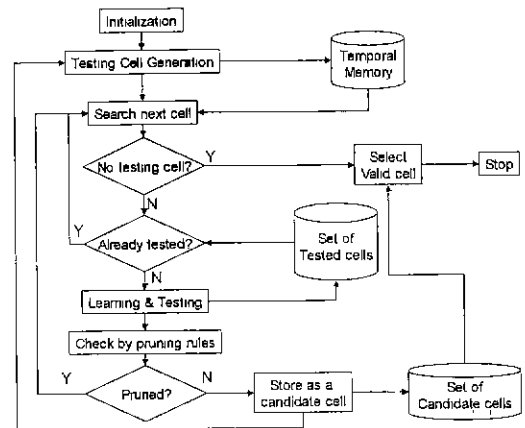 Initialization
Testing Cell Generation
Temporal
Memory
Search next cell
No testing cell?
Y
Select
Valid cell
Stop
N
Y
Already tested?
Set of
Tested cells
N
Learning & Testing
Check by pruning rules
Y
Pruned?
N
Store as a
candidate cell
Set of
Candidate cells